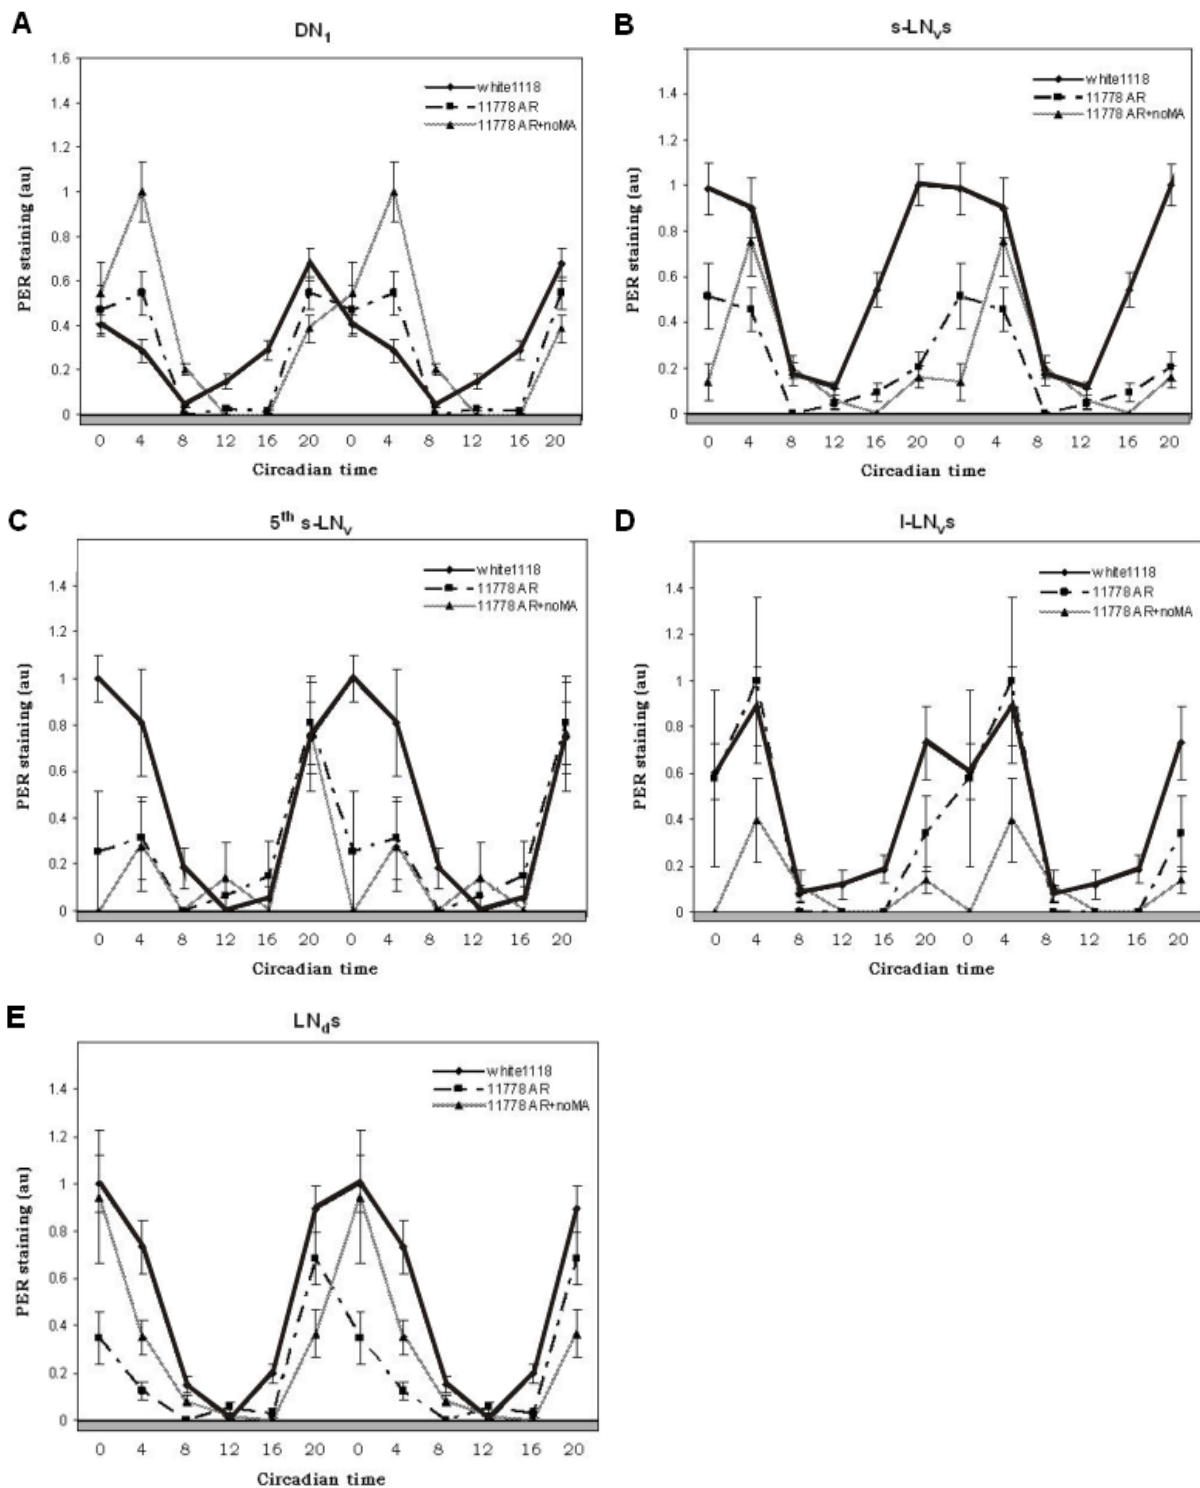 A
DN1
1.6
1.4
1.2
1
0.8
0.6
0.4
0.2
0
PER staining (au)
white1118
11778AR
11778AR+noMA
0 4 8 12 16 20 0 4 8 12 16 20
Circadian time
B
s-LNvs
1.4
1.2
1
0.8
0.6
0.4
0.2
0
PER staining (au)
white1118
11778AR
11778AR+noMA
0 4 8 12 16 20 0 4 8 12 16 20
Circadian time
C
5th s-LNv
1.4
1.2
1
0.8
0.6
0.4
0.2
0
PER staining (au)
white1118
11778AR
11778AR+noMA
0 4 8 12 16 20 0 4 8 12 16 20
Circadian time
D
l-LNvs
1.4
1.2
1
0.8
0.6
0.4
0.2
0
PER staining (au)
white1118
11778AR
11778AR+noMA
0 4 8 12 16 20 0 4 8 12 16 20
Circadian time
E
LNds
1.4
1.2
1
0.8
0.6
0.4
0.2
0
PER staining (au)
white1118
11778AR
11778AR+noMA
0 4 8 12 16 20 0 4 8 12 16 20
Circadian time